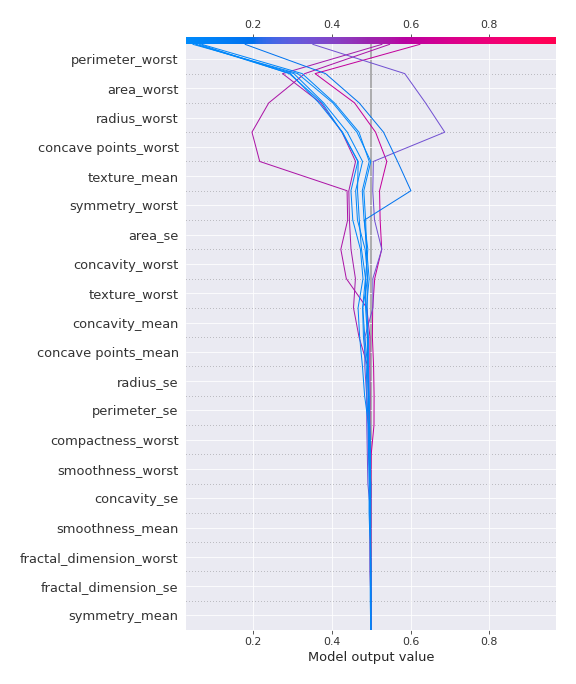 0.2 0.4 0.6 0.8
perimeter_worst
area_worst
radius_worst
concave points_worst
texture_mean
symmetry_worst
area_se
concavity_worst
texture_worst
concavity_mean
concave points_mean
radius_se
perimeter_se
compactness_worst
smoothness_worst
concavity_se
smoothness_mean
fractal_dimension_worst
fractal_dimension_se
symmetry_mean
0.2 0.4 0.6 0.8
Model output value